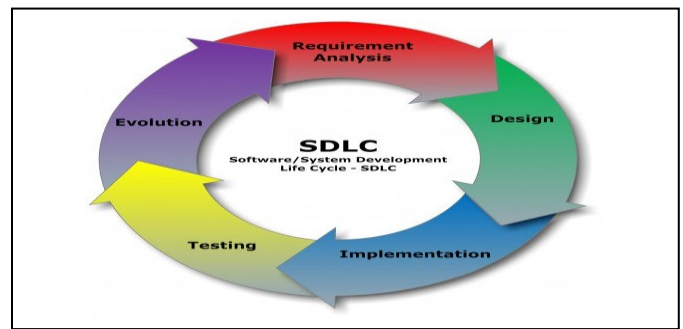 Requirement
Analysis
Design
Implementation
Testing
Evolution
SDLC
Software/System Development
Life Cycle - SDLC